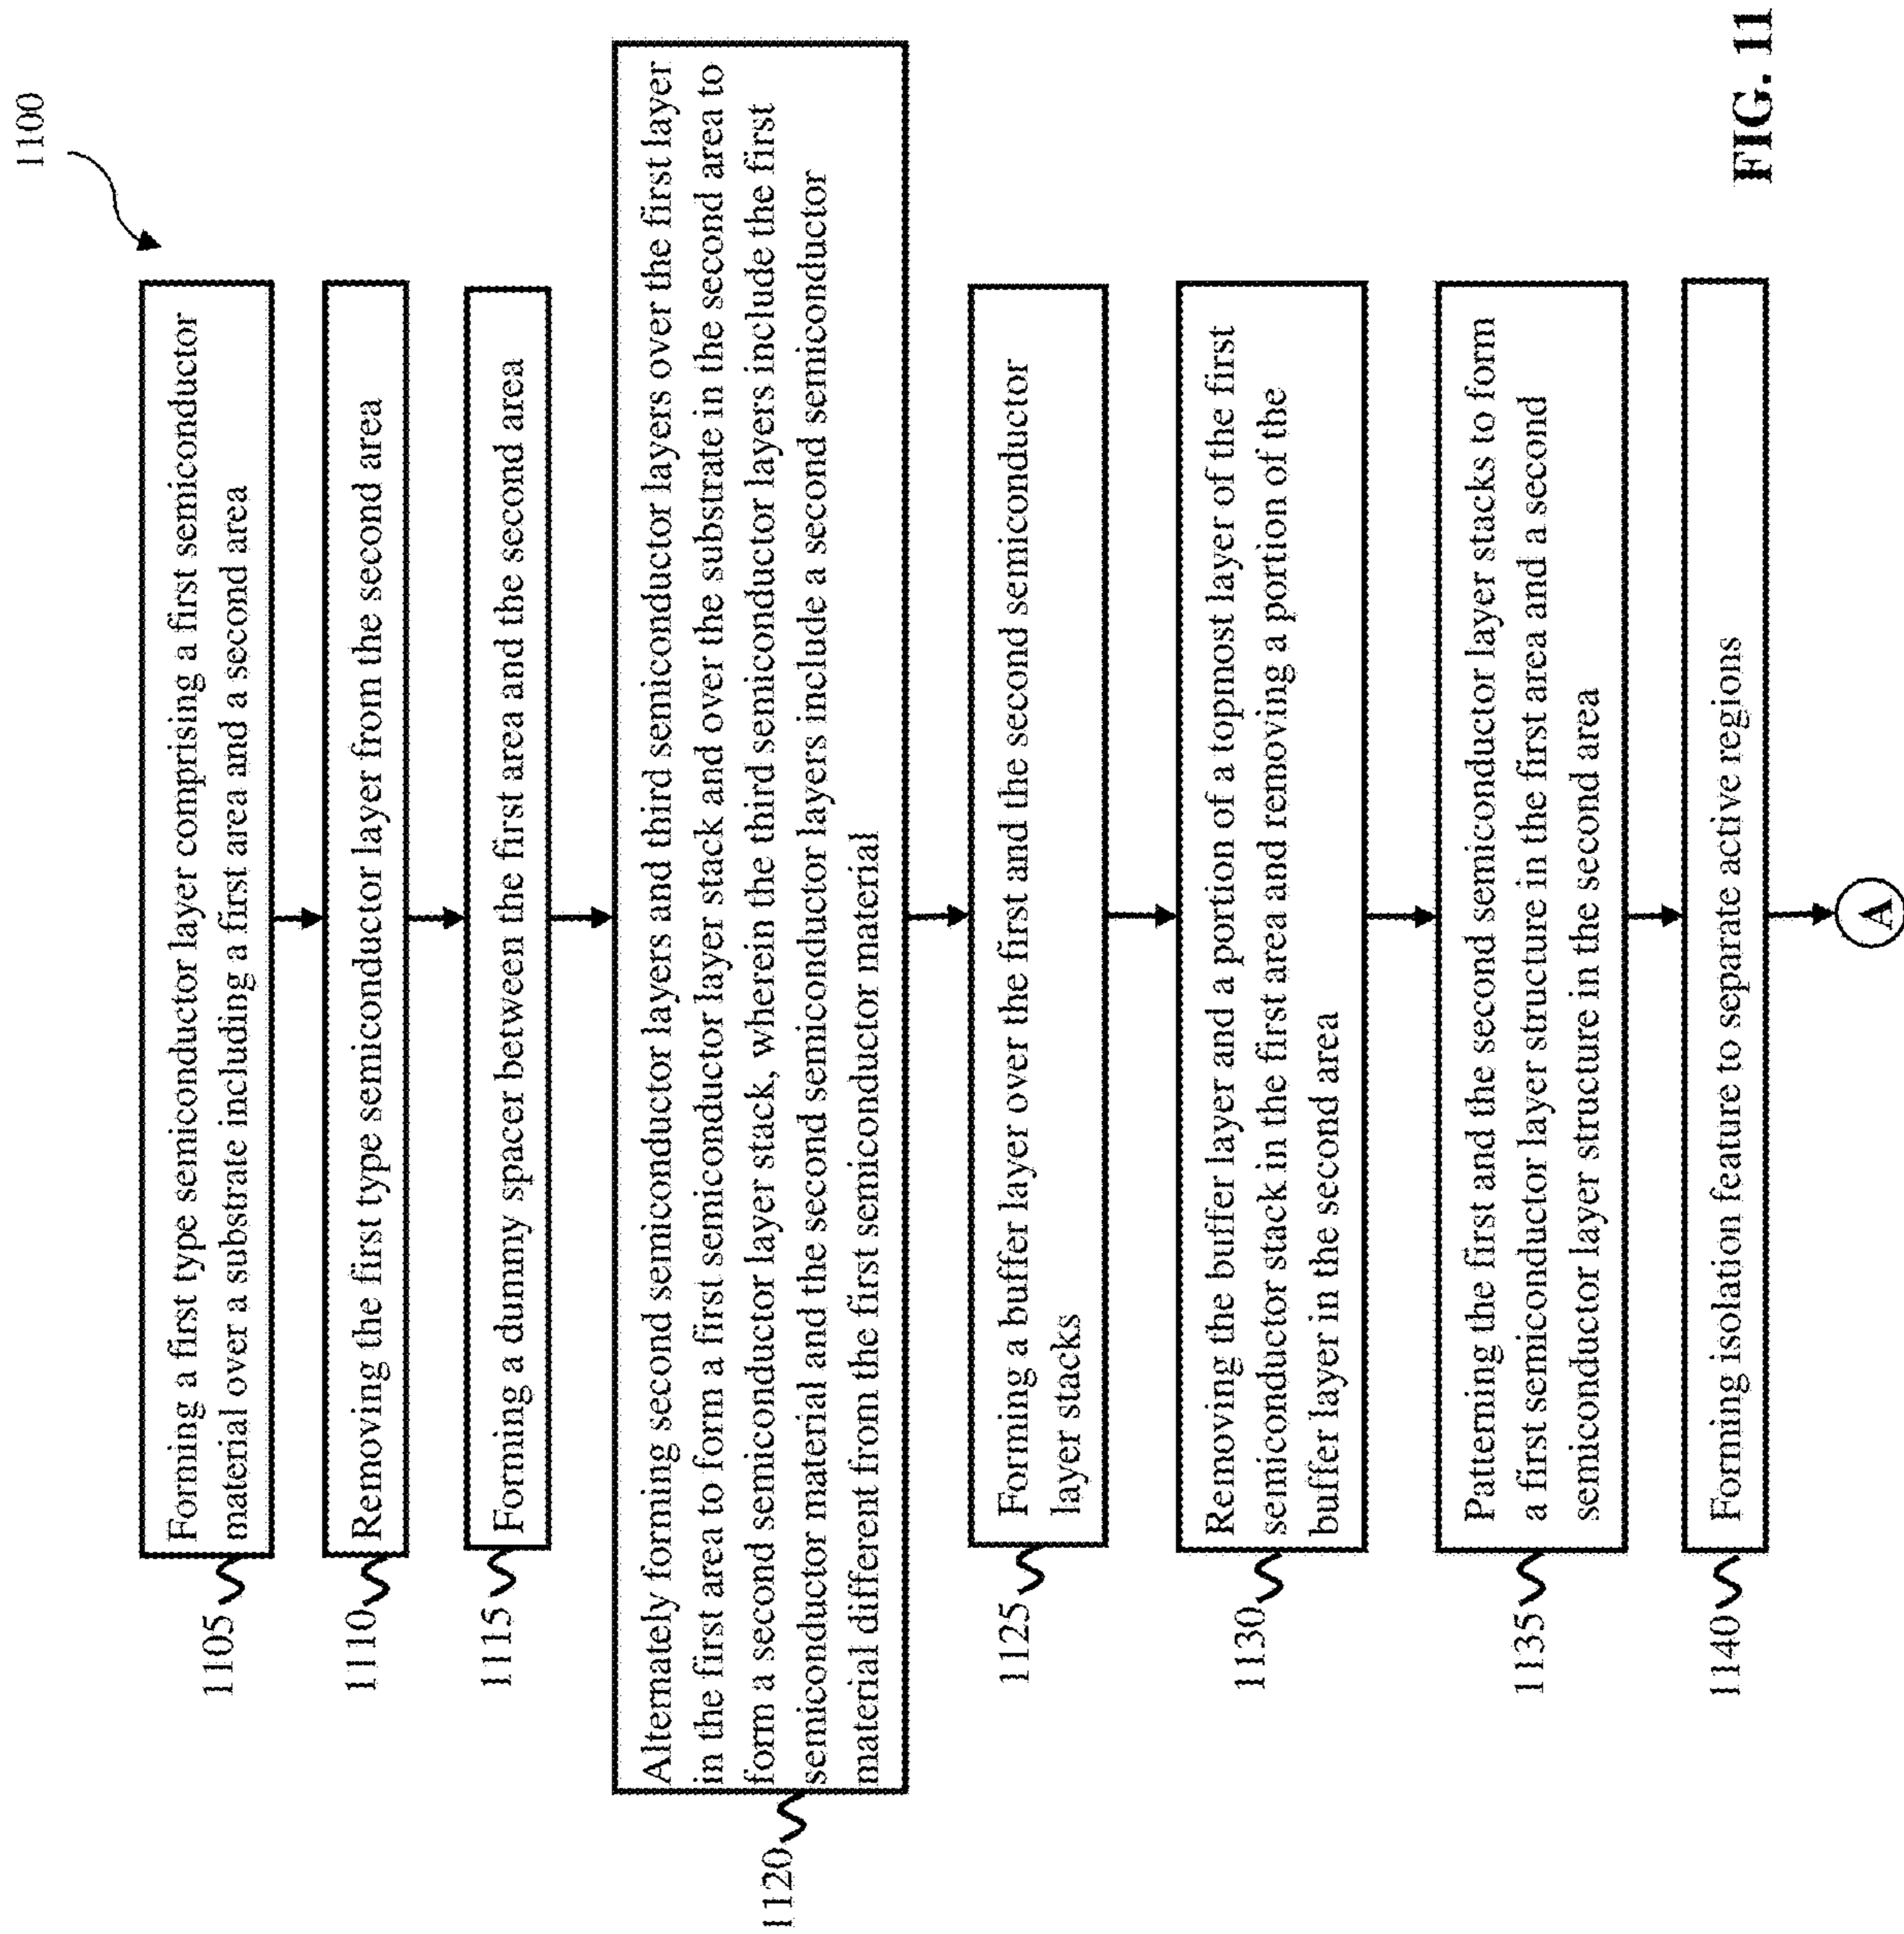 1100
1105
Forming a first type semiconductor layer comprising a first semiconductor
material over a substrate including a first area and a second area
1110
Removing the first type semiconductor layer from the second area
1115
Forming a dummy spacer between the first area and the second area
1120
Alternately forming second semiconductor layers and third semiconductor layers over the first layer
in the first area to form a first semiconductor layer stack and over the substrate in the second area to
form a second semiconductor layer stack, wherein the third semiconductor layers include the first
semiconductor material and the second semiconductor layers include a second semiconductor
material different from the first semiconductor material
1125
Forming a buffer layer over the first and the second semiconductor
layer stacks
1130
Removing the buffer layer and a portion of a topmost layer of the first
semiconductor stack in the first area and removing a portion of the
buffer layer in the second area
1135
Patterning the first and the second semiconductor layer stacks to form
a first semiconductor layer structure in the first area and a second
semiconductor layer structure in the second area
1140
Forming isolation feature to separate active regions
A
FIG. 11